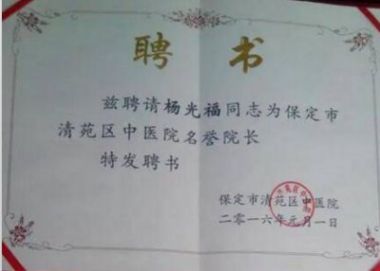 聘书
兹聘请杨光福同志为保定市
清苑区中医院名誉院长
特发聘书
保定市清苑区中医院
二〇一六年元月一日